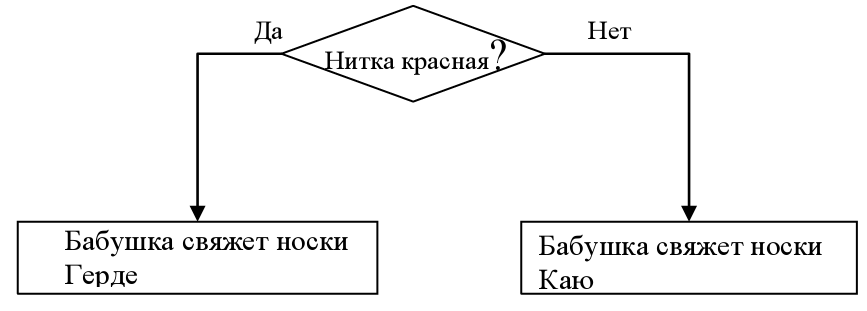 Да
Нет
Нитка красная?
Бабушка свяжет носки
Герде
Бабушка свяжет носки
Каю